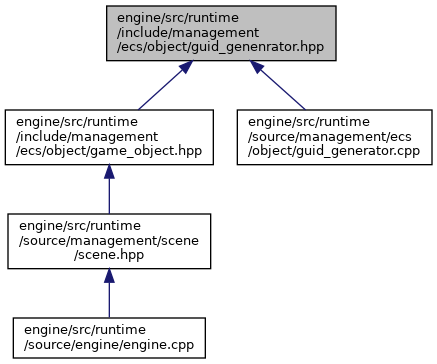 engine/src/runtime
/include/management
/ecs/object/guid_genenrator.hpp
engine/src/runtime
/include/management
/ecs/object/game_object.hpp
engine/src/runtime
/source/management/ecs
/object/guid_generator.cpp
engine/src/runtime
/source/management/scene
/scene.hpp
engine/src/runtime
/source/engine/engine.cpp